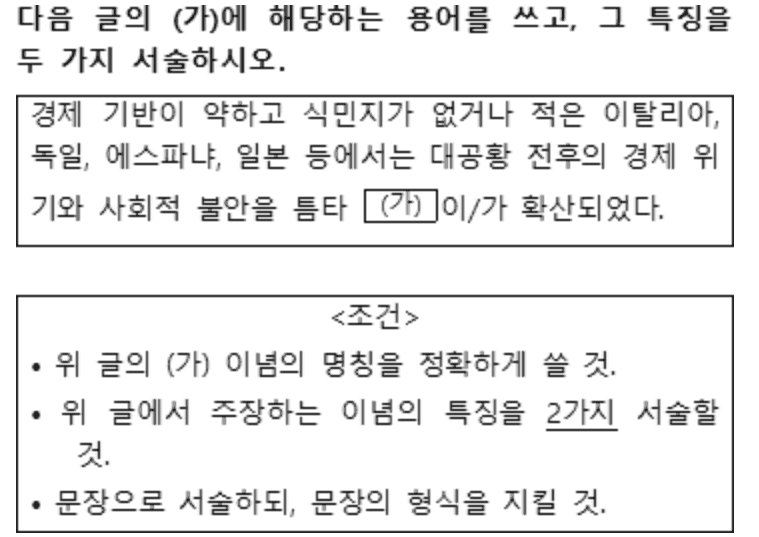 다음 글의 (가)에 해당하는 용어를 쓰고, 그 특징을
두 가지 서술하시오.
경제 기반이 약하고 식민지가 없거나 적은 이탈리아,
독일, 에스파냐, 일본 등에서는 대공황 전후의 경제 위
기와 사회적 불안을 틈타 (가) 이/가 확산되었다.
<조건>
• 위 글의 (가) 이념의 명칭을 정확하게 쓸 것.
• 위 글에서 주장하는 이념의 특징을 2가지 서술할
것.
• 문장으로 서술하되, 문장의 형식을 지킬 것.